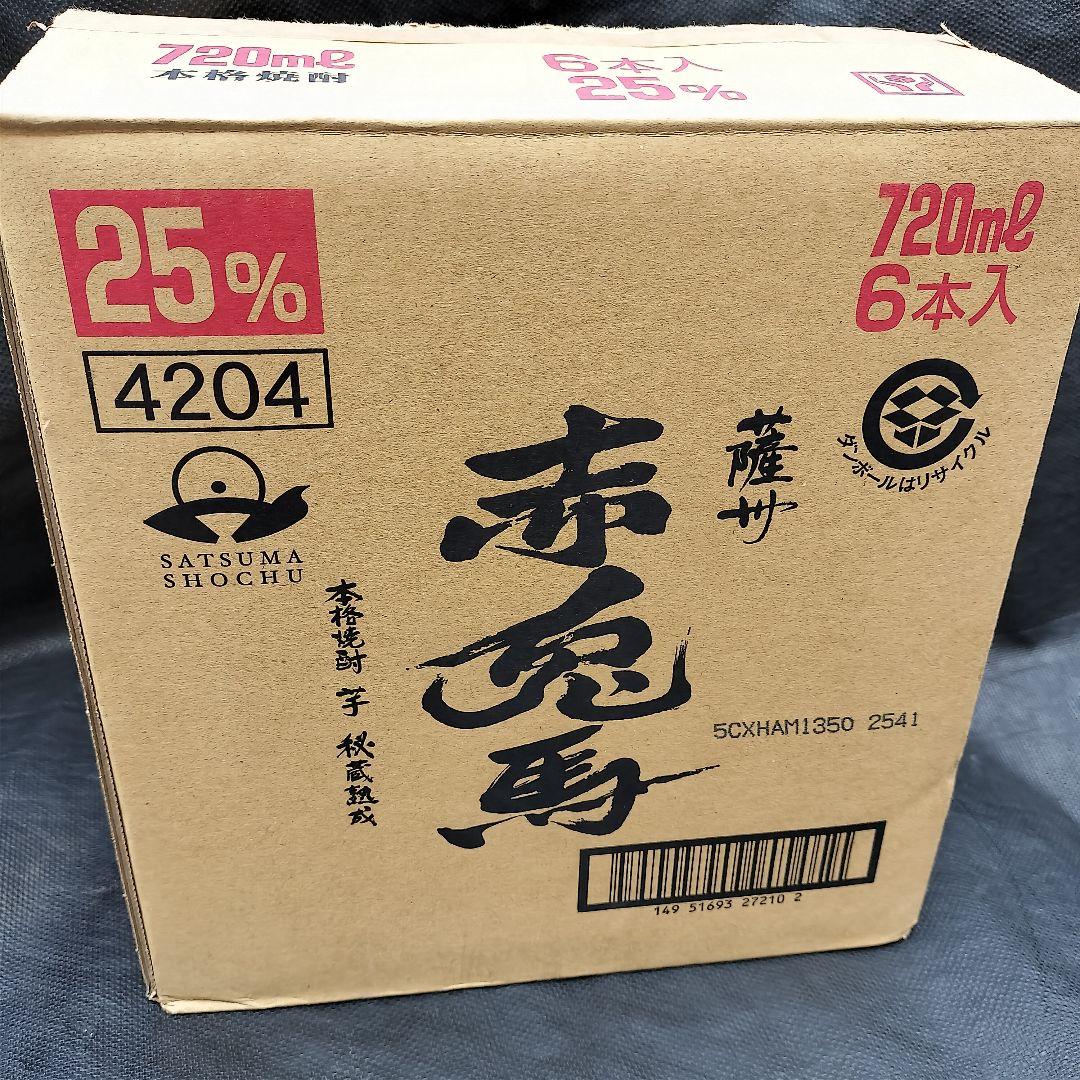 720ml
本格焼酎
6本入
25%
25%
4204
SATSUMA
SHOCHU
720ml
6本入
ダンボールはリサイクル
薩州
赤兎馬
本格焼酎 芋 秘蔵熟成
5CXHAM1350 2541
149 51693 27210 2